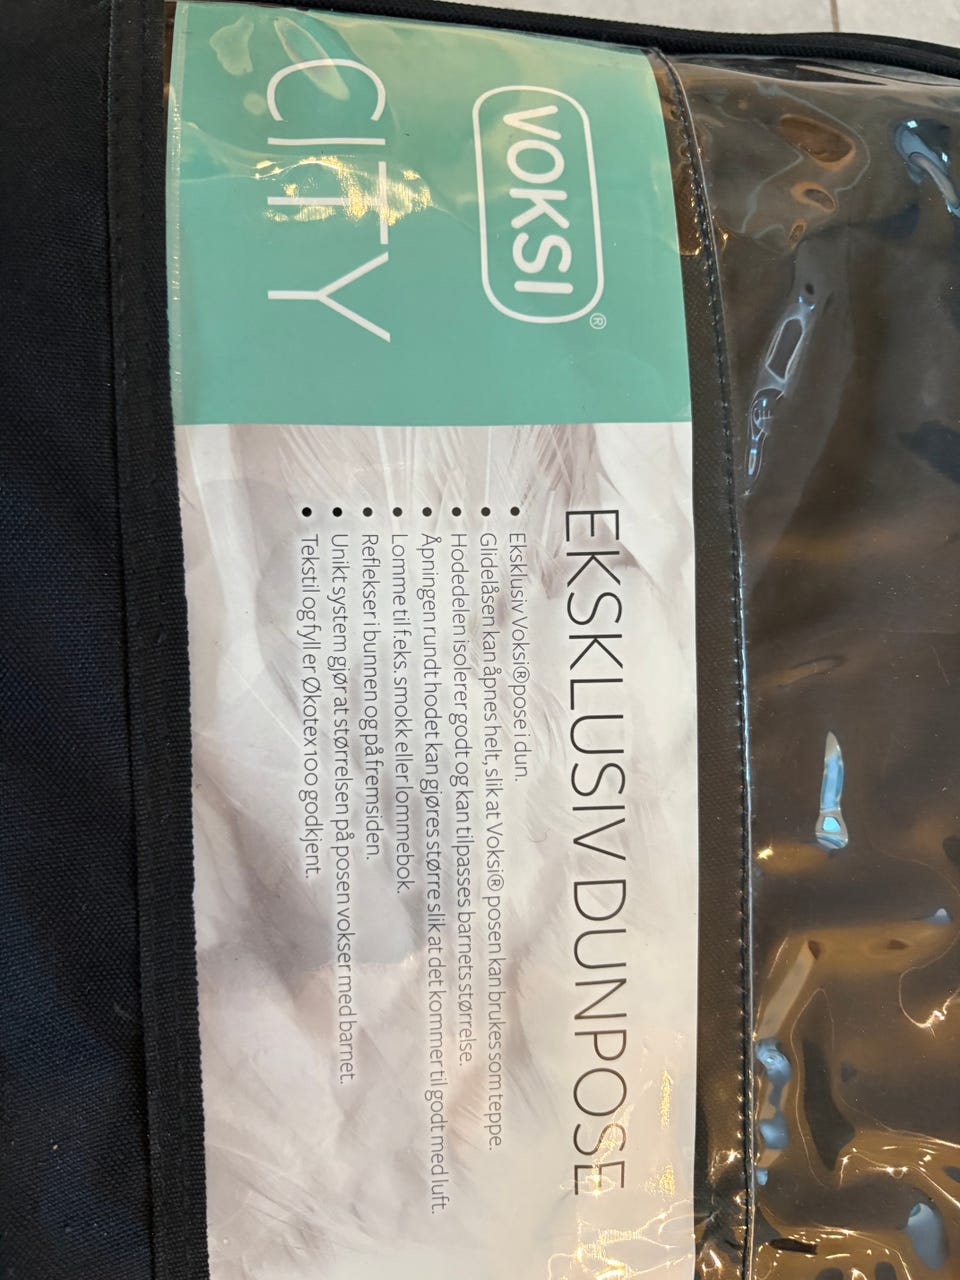 VOKSI®
CITY
EKSKLUSIV DUNPOSE
• Eksklusiv Voksi® pose i dun.
• Glidelåsen kan åpnes helt, slik at Voksi® posen kan brukes som teppe.
• Hodedelen isolerer godt og kan tilpasses barnets størrelse.
• Åpningen rundt hodet kan gjøres større slik at det kommer til godt med luft.
• Lomme til f.eks. smokk eller lommebok.
• Reflekser i bunnen og på fremsiden.
• Unikt system gjør at størrelsen på posen vokser med barnet.
• Tekstil og fyll er Økotex 100 godkjent.